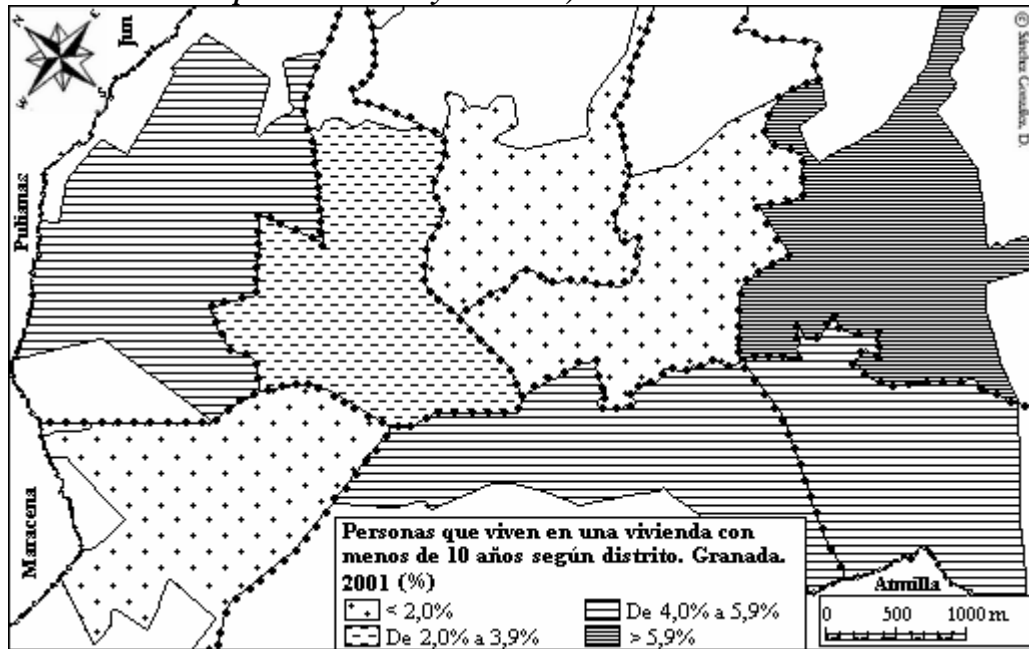 N
E
W
S
Jun
© Sánchez González, D.
Pulianas
Maracena
Armilla
Personas que viven en una vivienda con
menos de 10 años según distrito. Granada.
2001 (%)
< 2,0%
De 2,0% a 3,9%
De 4,0% a 5,9%
> 5,9%
0 500 1000 m.